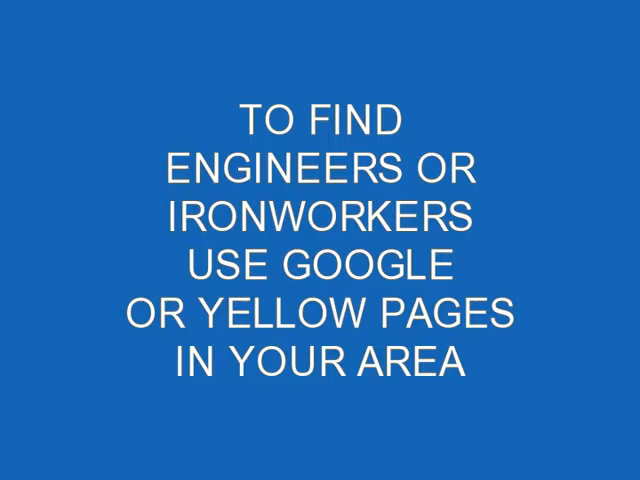 TO FIND
ENGINEERS OR
IRONWORKERS
USE GOOGLE
OR YELLOW PAGES
IN YOUR AREA